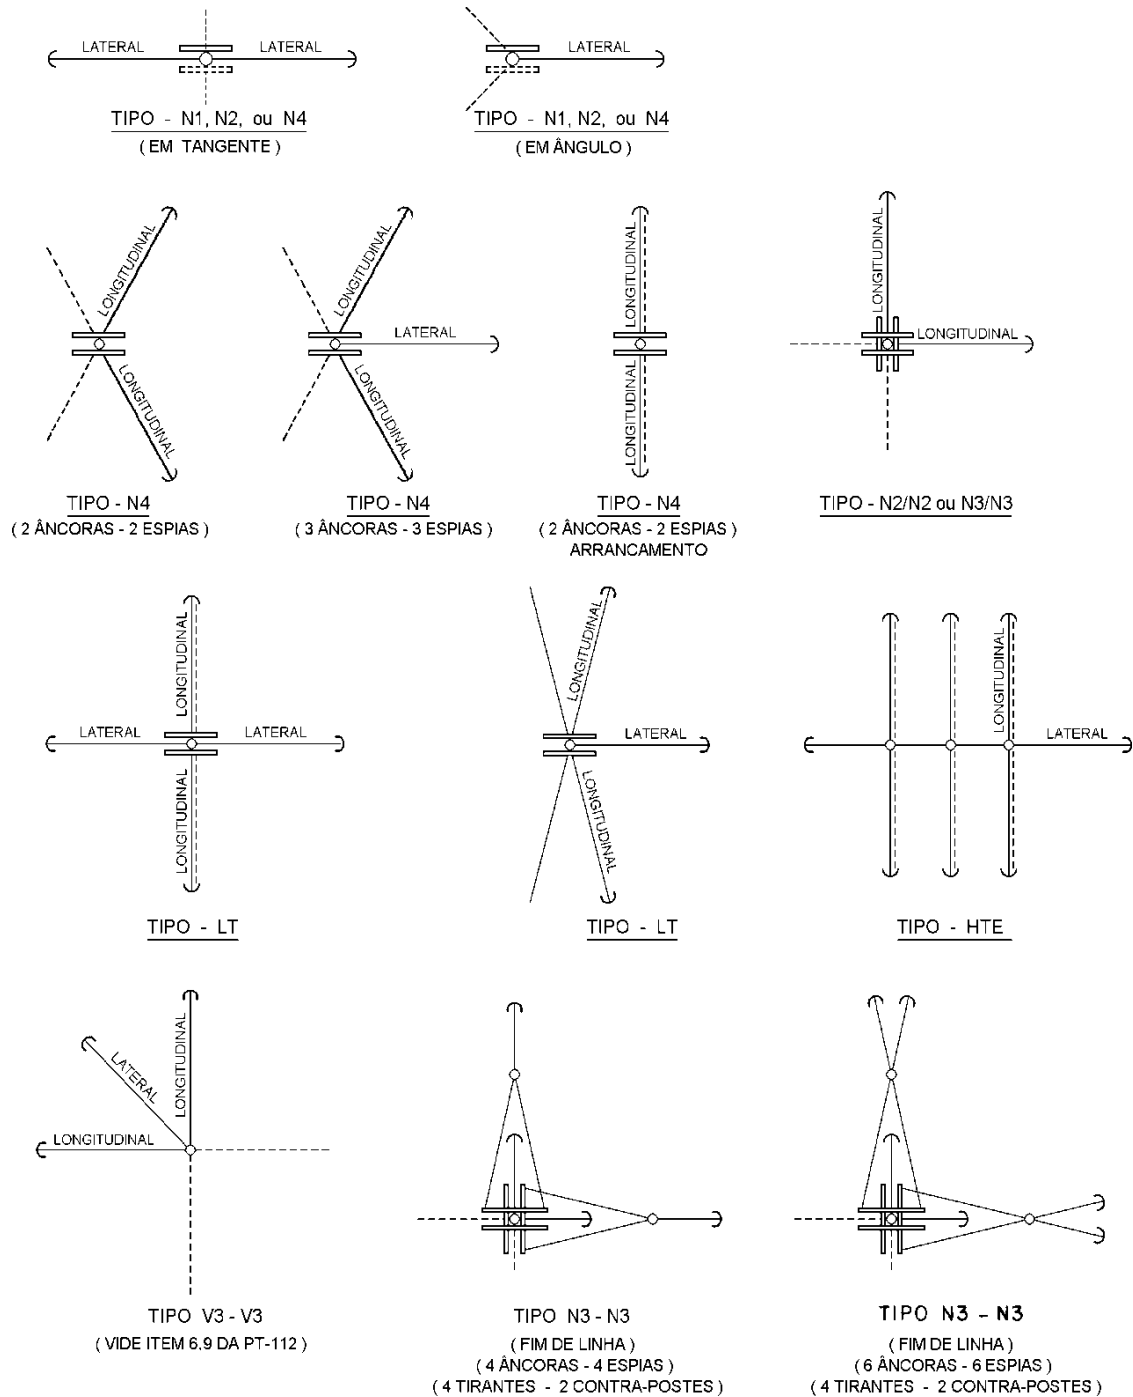 LATERAL
LATERAL
TIPO - N1, N2, ou N4
( EM TANGENTE )
LATERAL
TIPO - N1, N2, ou N4
( EM ÂNGULO )
LONGITUDINAL
LONGITUDINAL
TIPO - N4
( 2 ÂNCORAS - 2 ESPIAS )
LONGITUDINAL
LATERAL
LONGITUDINAL
TIPO - N4
( 3 ÂNCORAS - 3 ESPIAS )
LONGITUDINAL
LONGITUDINAL
TIPO - N4
( 2 ÂNCORAS - 2 ESPIAS )
ARRANCAMENTO
LONGITUDINAL
LONGITUDINAL
TIPO - N2/N2 ou N3/N3
LONGITUDINAL
LATERAL
LATERAL
LONGITUDINAL
TIPO - LT
LONGITUDINAL
LATERAL
LONGITUDINAL
TIPO - LT
LONGITUDINAL
LATERAL
TIPO - HTE
LONGITUDINAL
LATERAL
LONGITUDINAL
TIPO V3 - V3
( VIDE ITEM 6.9 DA PT-112 )
TIPO N3 - N3
( FIM DE LINHA )
( 4 ÂNCORAS - 4 ESPIAS )
( 4 TIRANTES - 2 CONTRA-POSTES )
TIPO N3 - N3
( FIM DE LINHA )
( 6 ÂNCORAS - 6 ESPIAS )
( 4 TIRANTES - 2 CONTRA-POSTES )